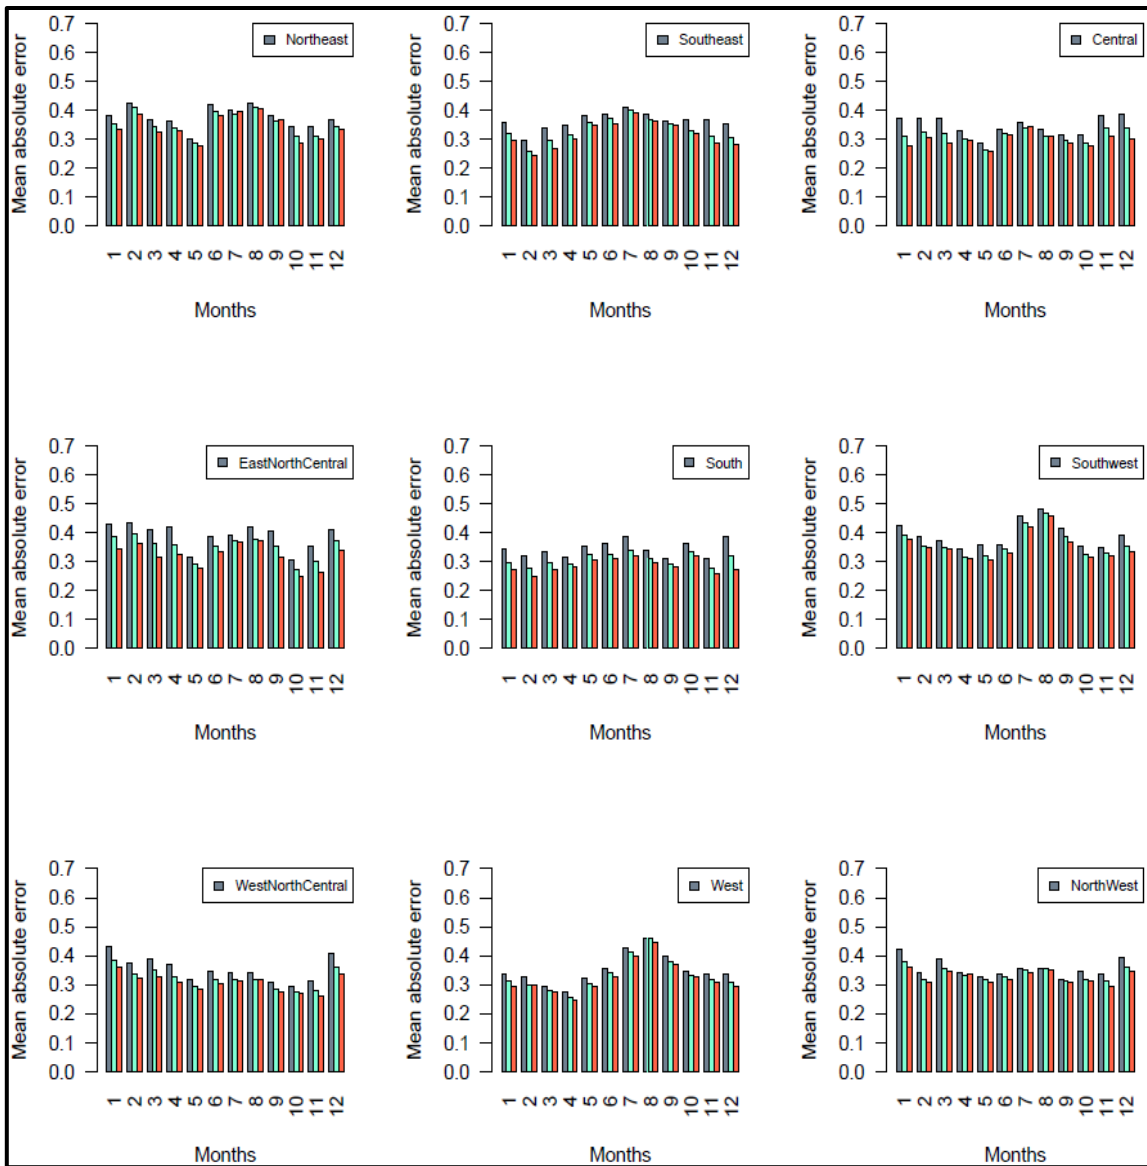 Northeast
Mean absolute error
0.7
0.6
0.5
0.4
0.3
0.2
0.1
0.0
1 2 3 4 5 6 7 8 9 10 11 12
Months
Southeast
Mean absolute error
0.7
0.6
0.5
0.4
0.3
0.2
0.1
0.0
1 2 3 4 5 6 7 8 9 10 11 12
Months
Central
Mean absolute error
0.7
0.6
0.5
0.4
0.3
0.2
0.1
0.0
1 2 3 4 5 6 7 8 9 10 11 12
Months
EastNorthCentral
Mean absolute error
0.7
0.6
0.5
0.4
0.3
0.2
0.1
0.0
1 2 3 4 5 6 7 8 9 10 11 12
Months
South
Mean absolute error
0.7
0.6
0.5
0.4
0.3
0.2
0.1
0.0
1 2 3 4 5 6 7 8 9 10 11 12
Months
Southwest
Mean absolute error
0.7
0.6
0.5
0.4
0.3
0.2
0.1
0.0
1 2 3 4 5 6 7 8 9 10 11 12
Months
WestNorthCentral
Mean absolute error
0.7
0.6
0.5
0.4
0.3
0.2
0.1
0.0
1 2 3 4 5 6 7 8 9 10 11 12
Months
West
Mean absolute error
0.7
0.6
0.5
0.4
0.3
0.2
0.1
0.0
1 2 3 4 5 6 7 8 9 10 11 12
Months
NorthWest
Mean absolute error
0.7
0.6
0.5
0.4
0.3
0.2
0.1
0.0
1 2 3 4 5 6 7 8 9 10 11 12
Months